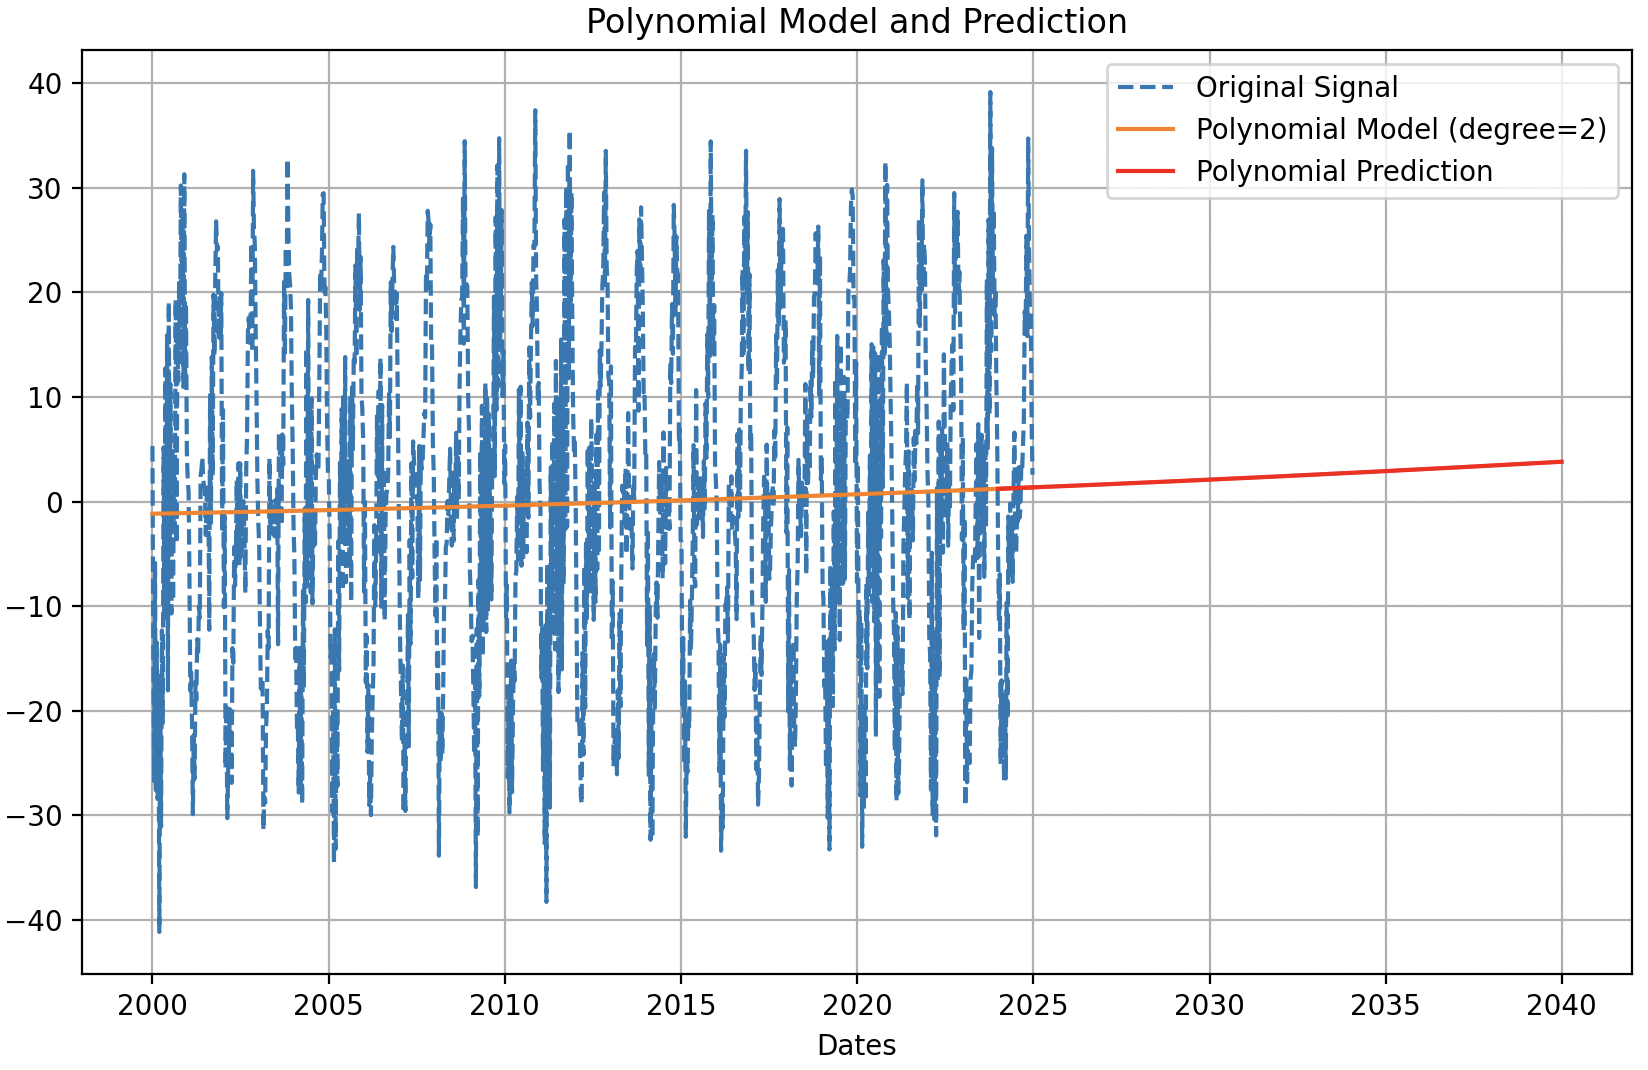 Polynomial Model and Prediction
Original Signal
Polynomial Model (degree=2)
Polynomial Prediction
40
30
20
10
0
−10
−20
−30
−40
2000 2005 2010 2015 2020 2025 2030 2035 2040
Dates